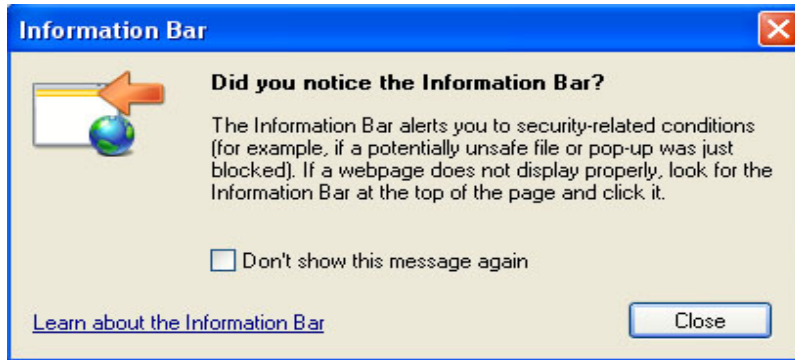 Information Bar
Did you notice the Information Bar?
The Information Bar alerts you to security-related conditions
(for example, if a potentially unsafe file or pop-up was just
blocked). If a webpage does not display properly, look for the
Information Bar at the top of the page and click it.
Don't show this message again
Learn about the Information Bar
Close